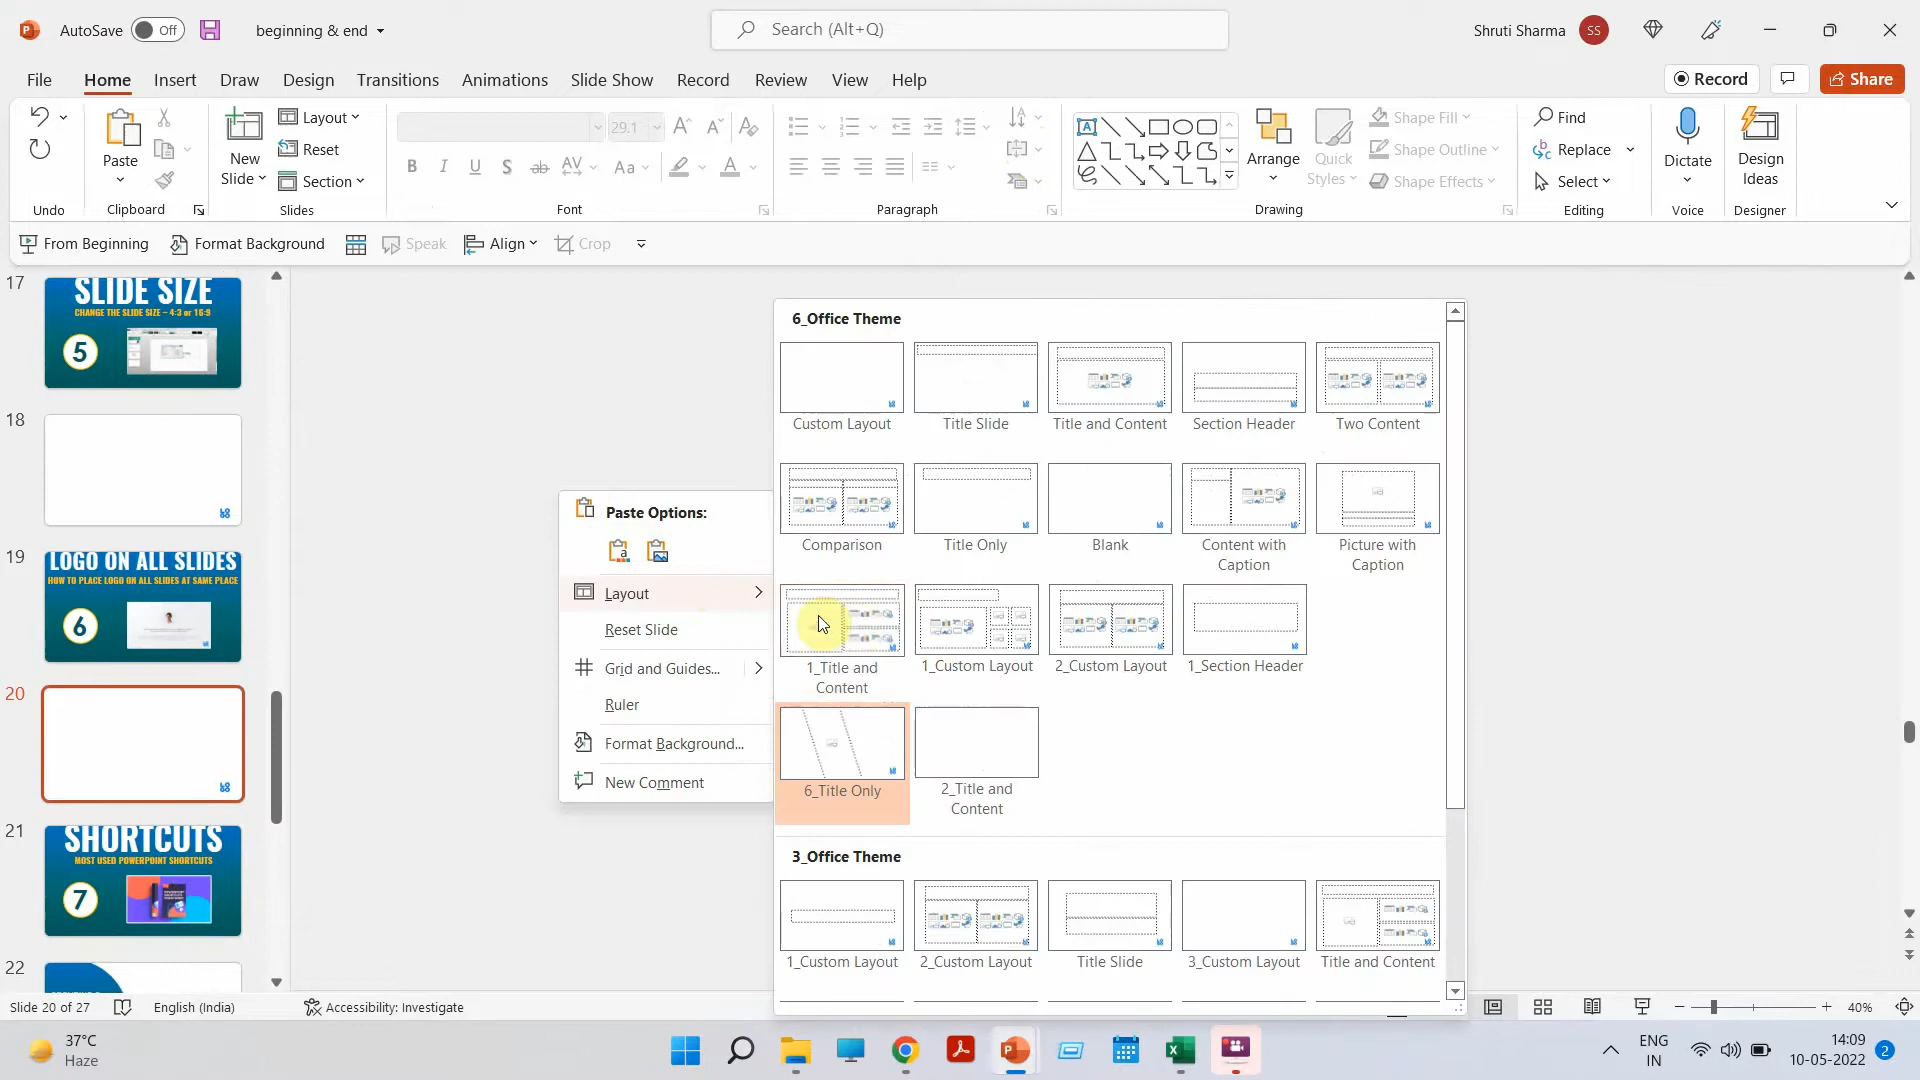 AutoSave Off beginning & end Search (Alt+Q) Shruti Sharma SS
File Home Insert Draw Design Transitions Animations Slide Show Record Review View Help Record Share
Undo
Paste
Clipboard
New
Slide
Layout
Reset
Section
Slides
29.1
B I U S ab AV Aa A
Font
Paragraph
Arrange
Quick
Styles
Shape Fill
Shape Outline
Shape Effects
Drawing
Find
Replace
Select
Editing
Dictate
Voice
Design
Ideas
Designer
From Beginning Format Background Speak Align Crop
17
SLIDE SIZE
CHANGE THE SLIDE SIZE – 4:3 or 16:9
5
18
19
LOGO ON ALL SLIDES
HOW TO PLACE LOGO ON ALL SLIDES AT SAME PLACE
6
20
21
SHORTCUTS
MOST USED POWERPOINT SHORTCUTS
7
22
Paste Options:
Layout
Reset Slide
Grid and Guides...
Ruler
Format Background...
New Comment
6_Office Theme
Custom Layout Title Slide Title and Content Section Header Two Content
Comparison Title Only Blank Content with Caption Picture with Caption
1_Title and Content 1_Custom Layout 2_Custom Layout 1_Section Header
6_Title Only 2_Title and Content
3_Office Theme
1_Custom Layout 2_Custom Layout Title Slide 3_Custom Layout Title and Content
Slide 20 of 27 English (India) Accessibility: Investigate 40%
37°C
Haze
ENG
IN
14:09
10-05-2022
2